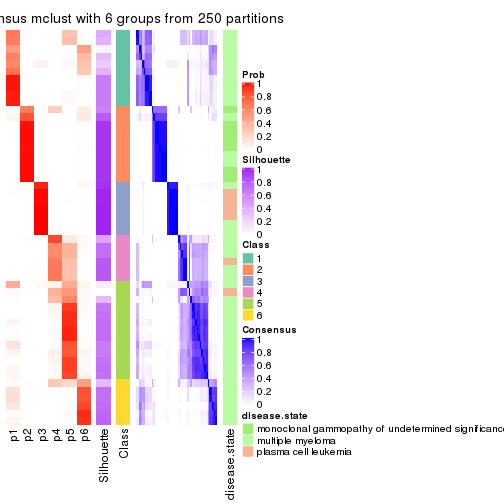 nsus mclust with 6 groups from 250 partitions
Prob
1
0.8
0.6
0.4
0.2
0
Silhouette
1
0.8
0.6
0.4
0.2
0
Class
1
2
3
4
5
6
Consensus
1
0.8
0.6
0.4
0.2
0
disease.state
monoclonal gammopathy of undetermined significance
multiple myeloma
plasma cell leukemia
p1
p2
p3
p4
p5
p6
Silhouette
Class
disease.state